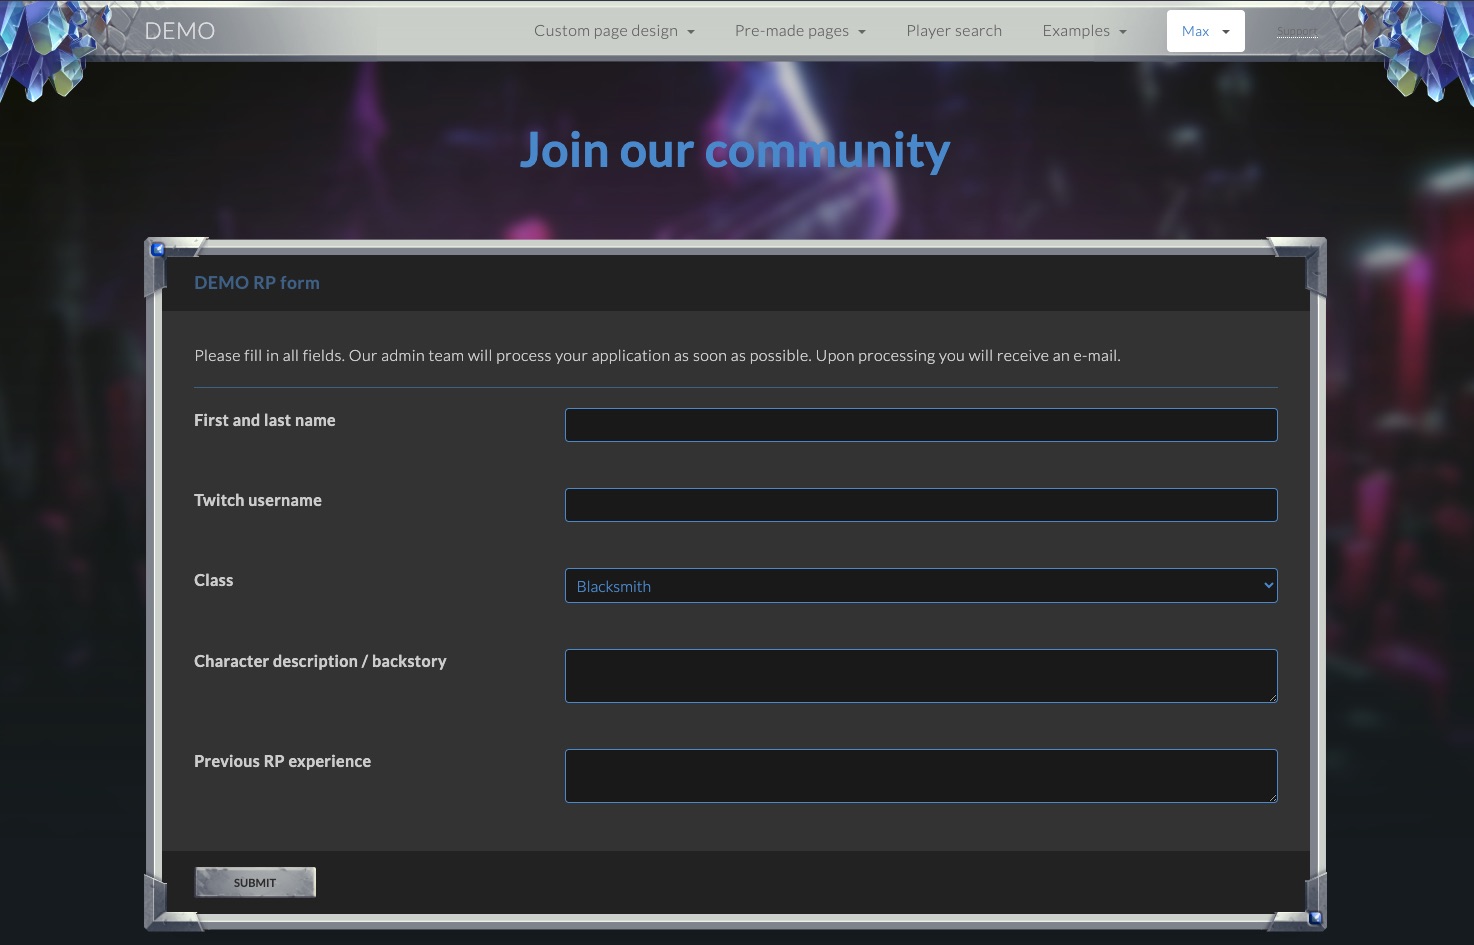 DEMO
Custom page design
Pre-made pages
Player search
Examples
Max
Support
Join our community
DEMO RP form
Please fill in all fields. Our admin team will process your application as soon as possible. Upon processing you will receive an e-mail.
First and last name
Twitch username
Class
Blacksmith
Character description / backstory
Previous RP experience
SUBMIT